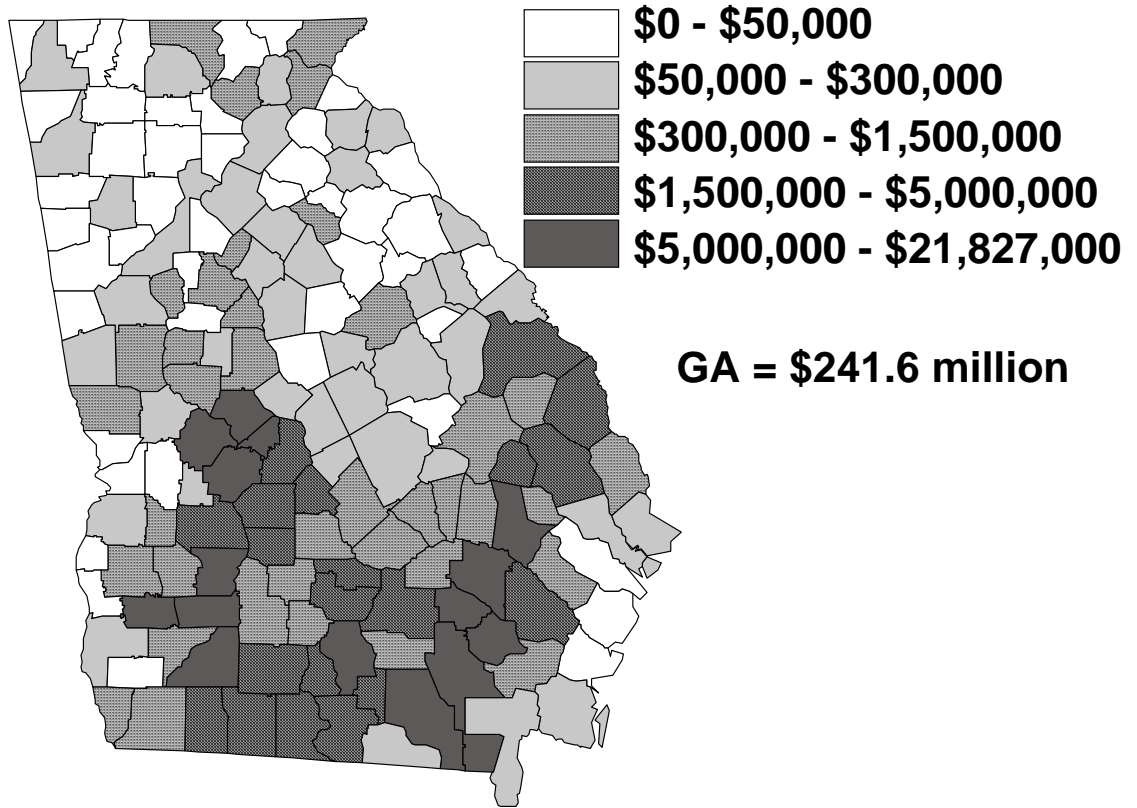 $0 - $50,000
$50,000 - $300,000
$300,000 - $1,500,000
$1,500,000 - $5,000,000
$5,000,000 - $21,827,000
GA = $241.6 million